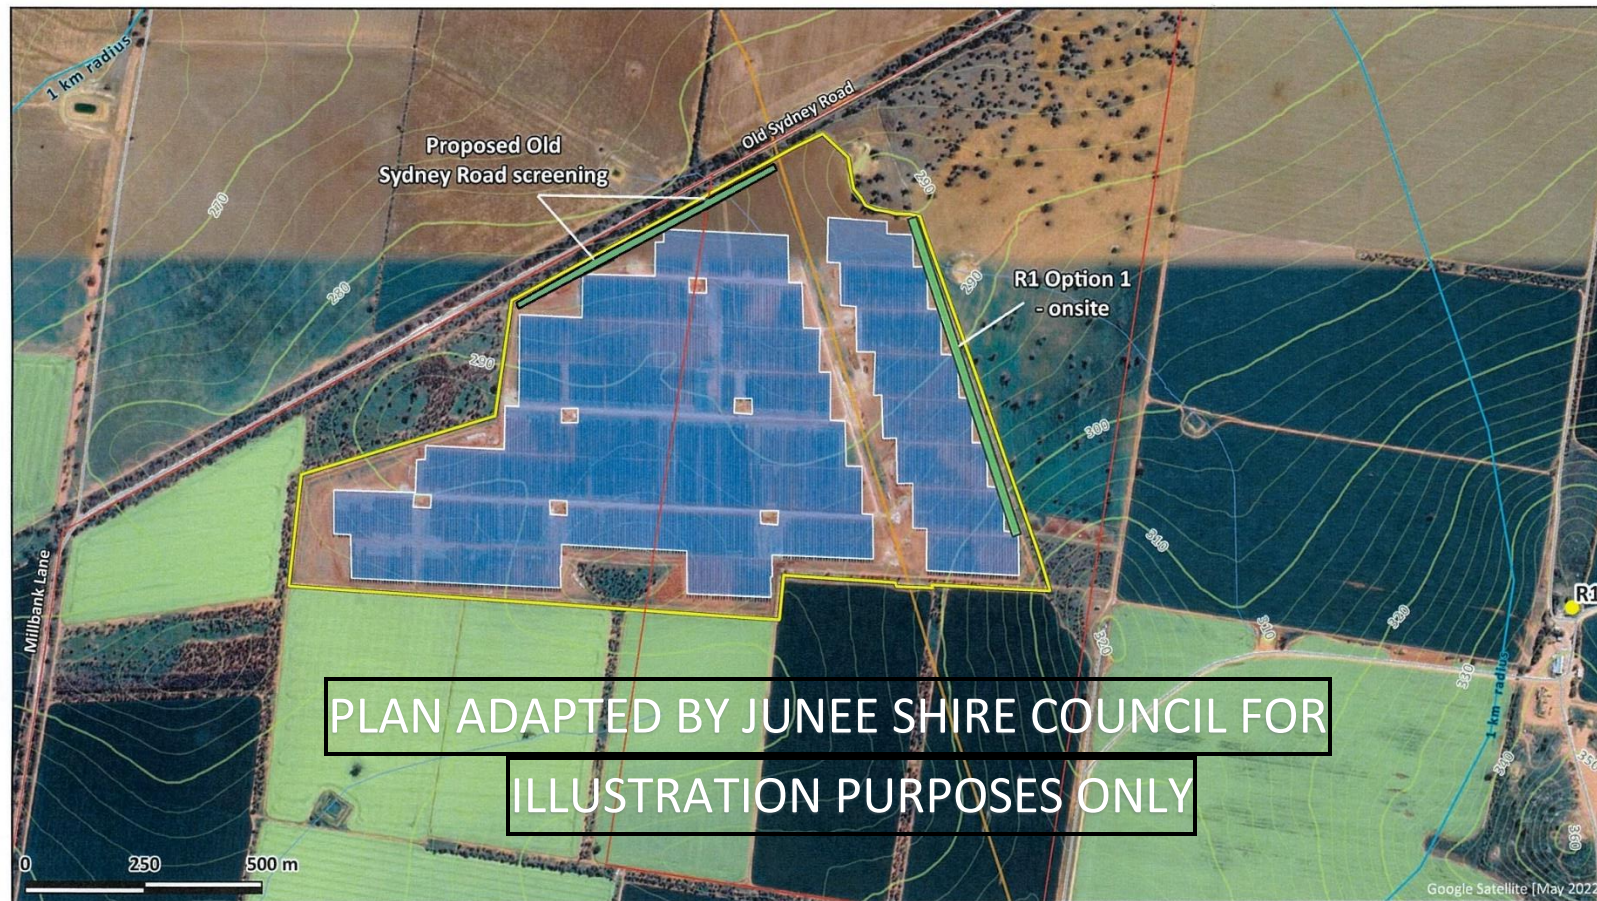 1 km radius
Old Sydney Road
Proposed Old
Sydney Road screening
290
270
R1 Option 1
- onsite
290
280
290
300
310
Millbank Lane
R1
310
330
320
330
1 km radius
PLAN ADAPTED BY JUNEE SHIRE COUNCIL FOR
ILLUSTRATION PURPOSES ONLY
340
350
360
0 250 500 m
Google Satellite [May 2022